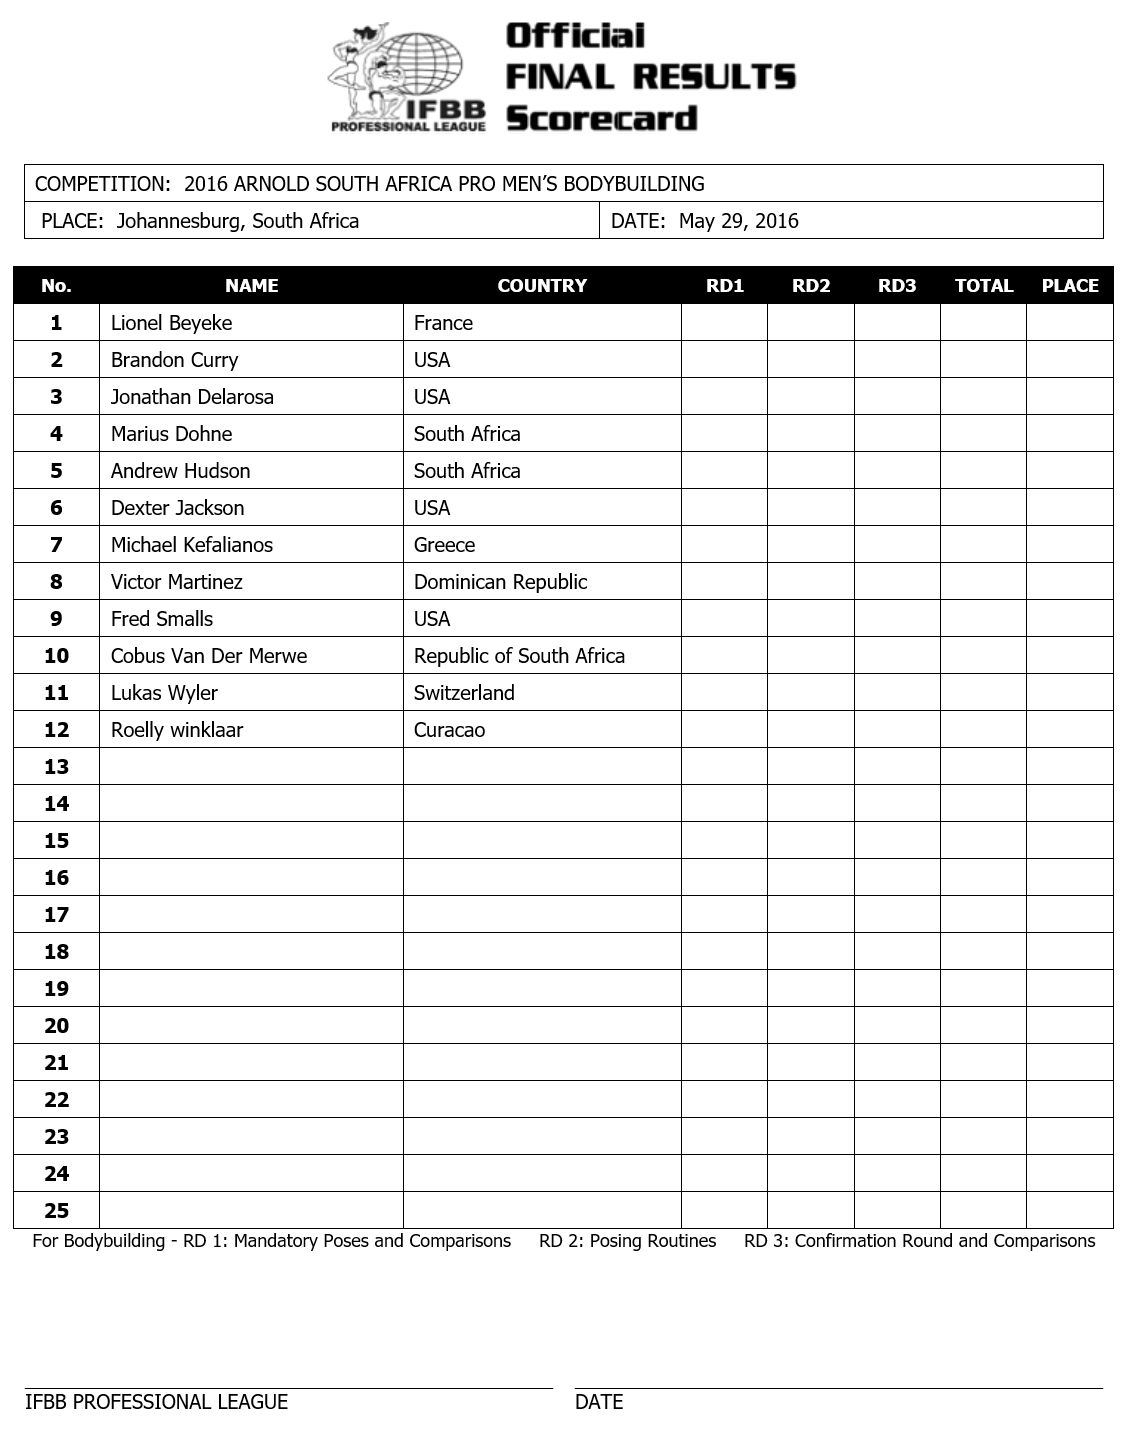 Official
FINAL RESULTS
Scorecard
IFBB
PROFESSIONAL LEAGUE
COMPETITION: 2016 ARNOLD SOUTH AFRICA PRO MEN’S BODYBUILDING
PLACE: Johannesburg, South Africa DATE: May 29, 2016
No. NAME COUNTRY RD1 RD2 RD3 TOTAL PLACE
1 Lionel Beyeke France
2 Brandon Curry USA
3 Jonathan Delarosa USA
4 Marius Dohne South Africa
5 Andrew Hudson South Africa
6 Dexter Jackson USA
7 Michael Kefalianos Greece
8 Victor Martinez Dominican Republic
9 Fred Smalls USA
10 Cobus Van Der Merwe Republic of South Africa
11 Lukas Wyler Switzerland
12 Roelly winklaar Curacao
13
14
15
16
17
18
19
20
21
22
23
24
25
For Bodybuilding - RD 1: Mandatory Poses and Comparisons RD 2: Posing Routines RD 3: Confirmation Round and Comparisons
IFBB PROFESSIONAL LEAGUE DATE